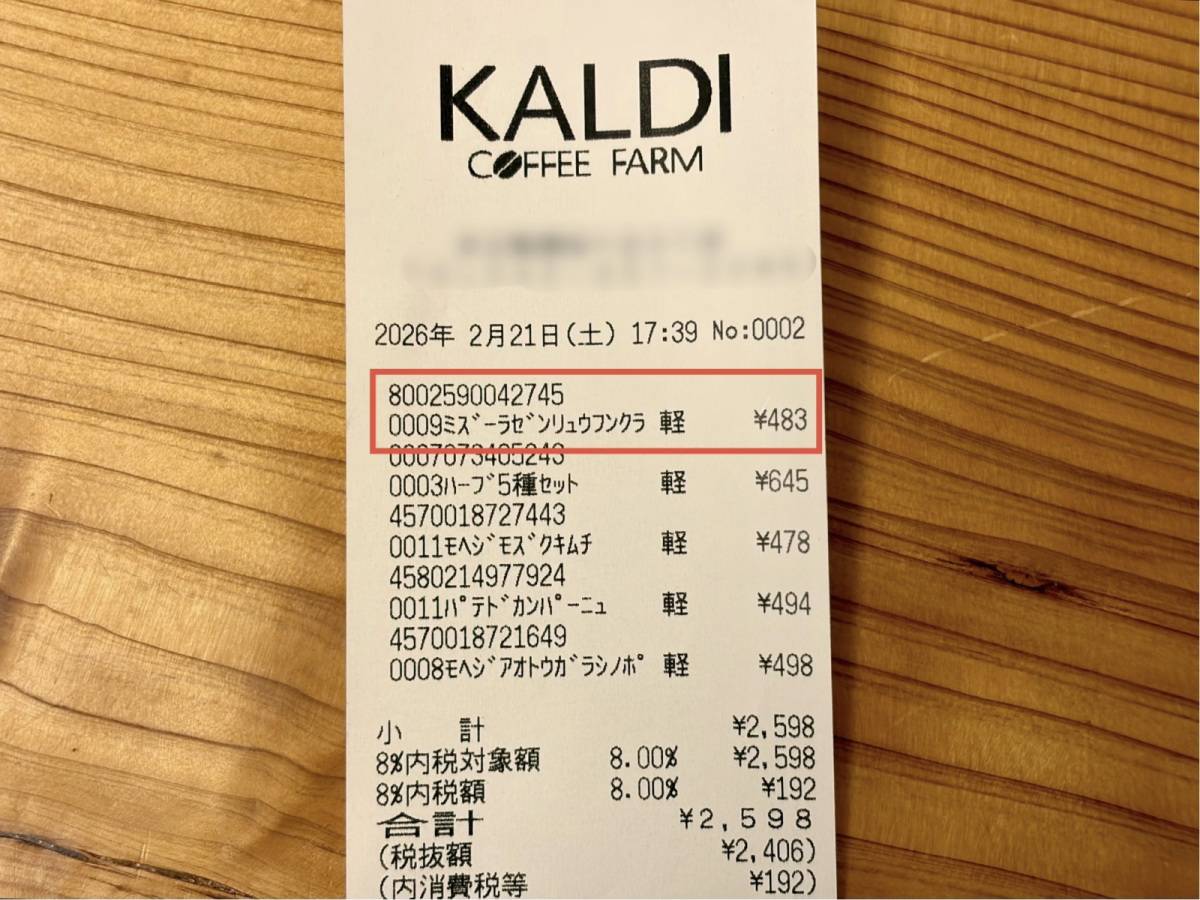 KALDI
COFFEE FARM
2026年 2月21日(土) 17:39 No:0002
8002590042745
0009ﾐｽﾞｰﾗｾﾞﾝﾘｭｳﾌﾝｸﾗ 軽 ¥483
0007073405243
0003ﾊｰﾌﾞ5種ｾｯﾄ 軽 ¥645
4570018727443
0011ﾓﾍｼﾞﾓｽﾞｸｷﾑﾁ 軽 ¥478
4580214977924
0011ﾊﾟﾃﾄﾞｶﾝﾊﾟｰﾆｭ 軽 ¥494
4570018721649
0008ﾓﾍｼﾞｱｵﾄｳｶﾞﾗｼﾉﾎﾟ 軽 ¥498
小 計 ¥2,598
8%内税対象額 8.00% ¥2,598
8%内税額 8.00% ¥192
合計 ¥2,598
(税抜額 ¥2,406)
(内消費税等 ¥192)